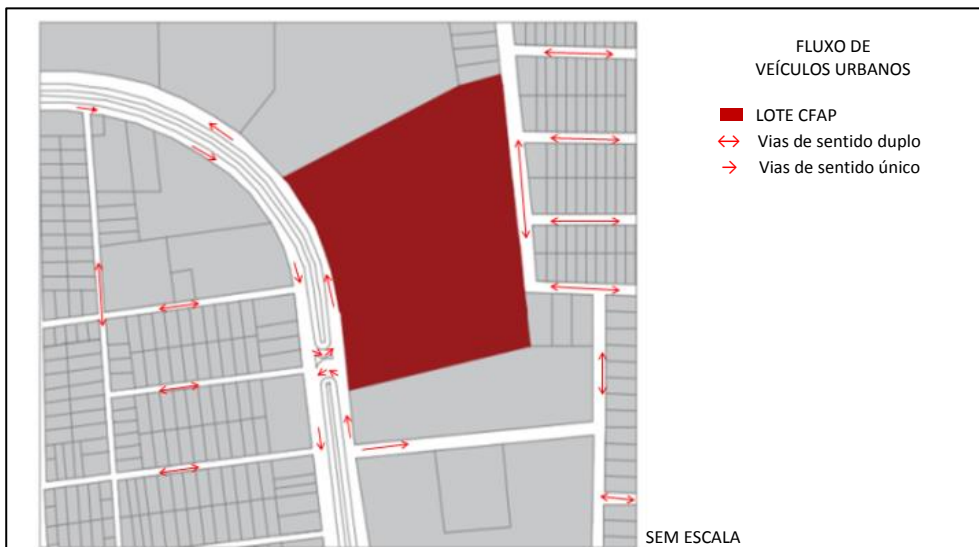 FLUXO DE
VEÍCULOS URBANOS
LOTE CFAP
Vias de sentido duplo
Vias de sentido único
SEM ESCALA